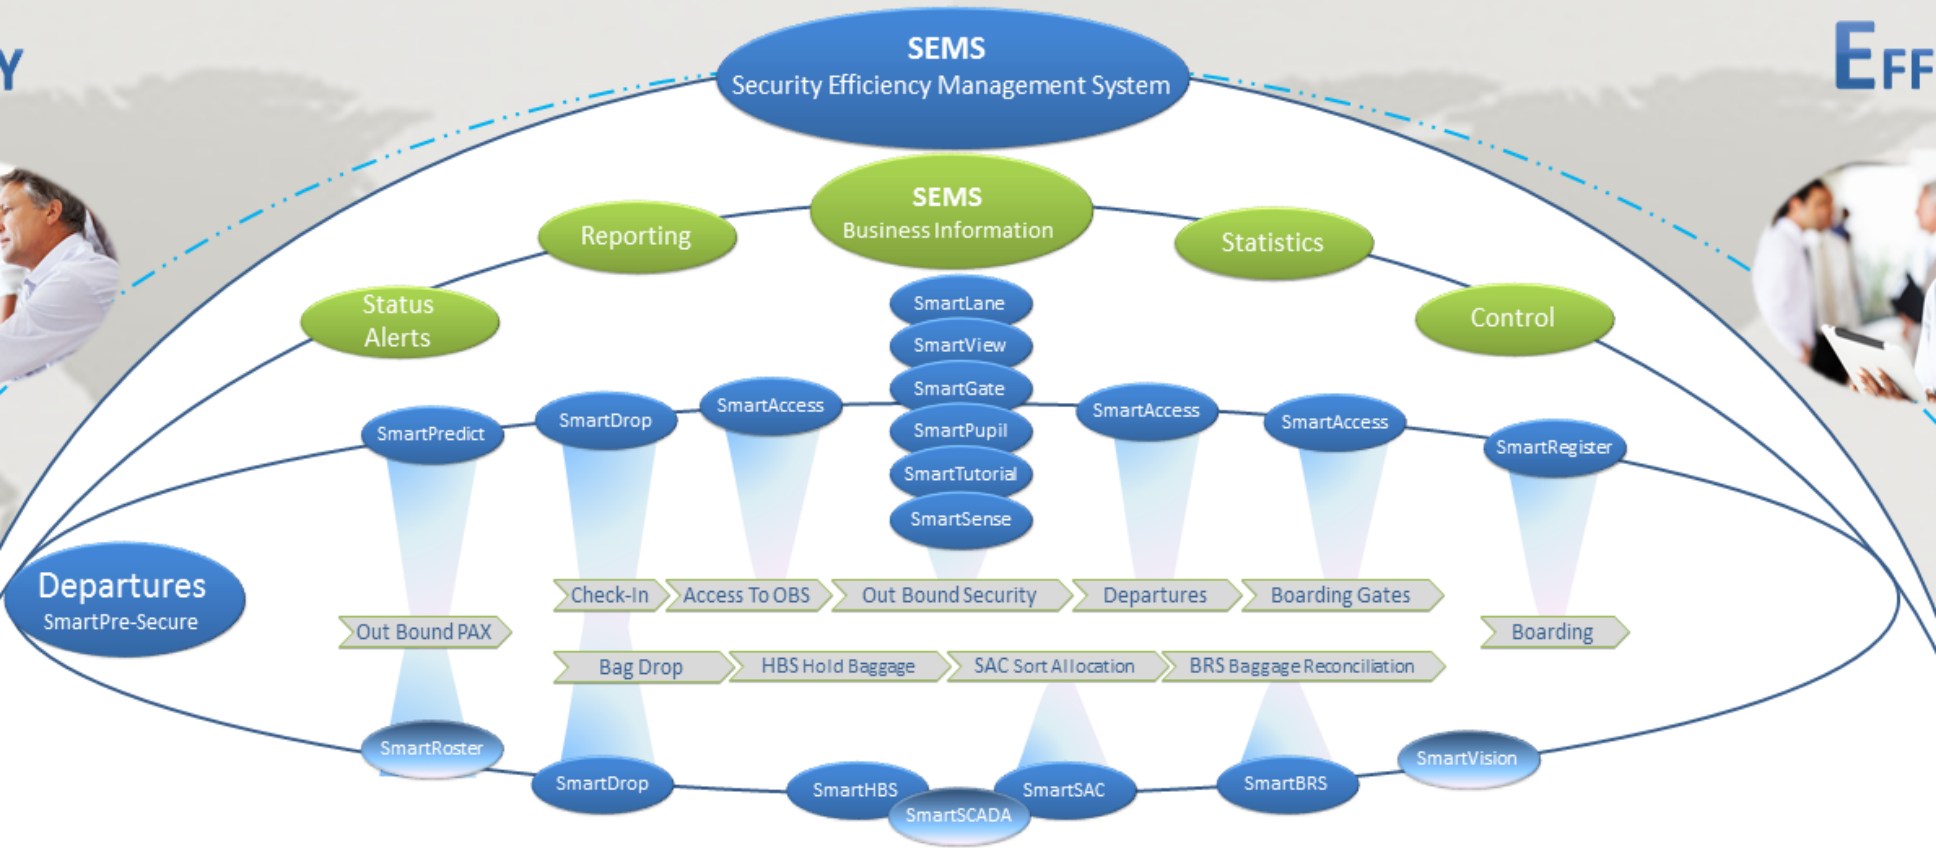 Y
EFF
SEMS
Security Efficiency Management System
SEMS
Business Information
Reporting
Statistics
Status
Alerts
Control
SmartLane
SmartView
SmartGate
SmartPupil
SmartTutorial
SmartSense
SmartPredict
SmartDrop
SmartAccess
SmartAccess
SmartAccess
SmartRegister
Departures
SmartPre-Secure
Check-In
Access To OBS
Out Bound Security
Departures
Boarding Gates
Out Bound PAX
Boarding
Bag Drop
HBS Hold Baggage
SAC Sort Allocation
BRS Baggage Reconciliation
SmartRoster
SmartDrop
SmartHBS
SmartSCADA
SmartSAC
SmartBRS
SmartVision